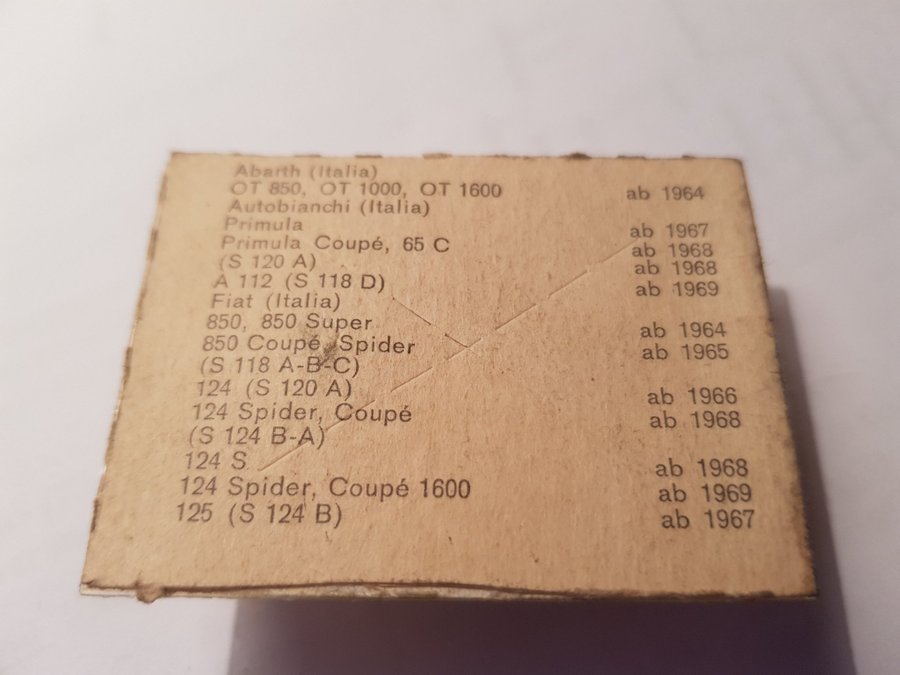 Abarth (Italia)
OT 850, OT 1000, OT 1600 ab 1964
Autobianchi (Italia)
Primula ab 1967
Primula Coupé, 65 C ab 1968
(S 120 A) ab 1968
A 112 (S 118 D) ab 1969
Fiat (Italia)
850, 850 Super ab 1964
850 Coupé, Spider ab 1965
(S 118 A-B-C)
124 (S 120 A) ab 1966
124 Spider, Coupé ab 1968
(S 124 B-A)
124 S ab 1968
124 Spider, Coupé 1600 ab 1969
125 (S 124 B) ab 1967